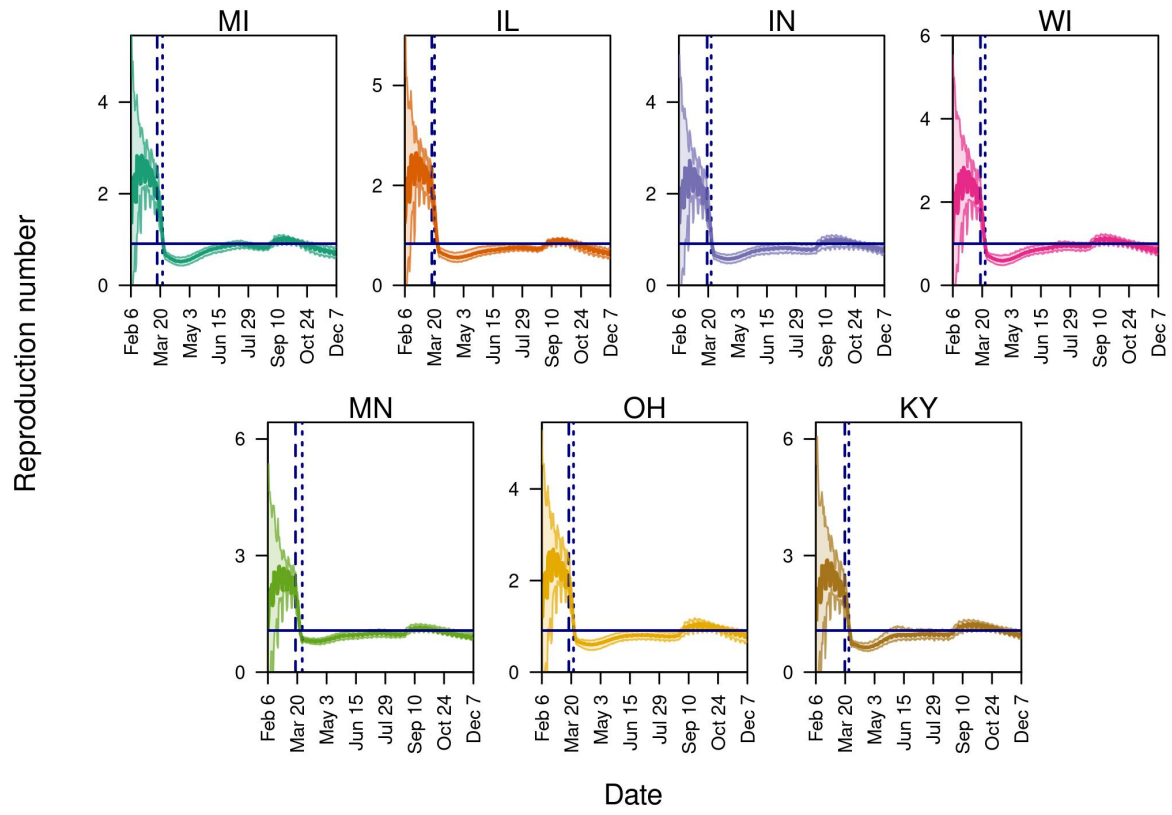 MI IL IN WI
6
4 5 4 4
2 2 2 2
0 0 0 0
Feb 6 Mar 20 May 3 Jun 15 Jul 29 Sep 10 Oct 24 Dec 7 Feb 6 Mar 20 May 3 Jun 15 Jul 29 Sep 10 Oct 24 Dec 7 Feb 6 Mar 20 May 3 Jun 15 Jul 29 Sep 10 Oct 24 Dec 7 Feb 6 Mar 20 May 3 Jun 15 Jul 29 Sep 10 Oct 24 Dec 7
Reproduction number
MN OH KY
6 4 6
3 2 3
0 0 0
Feb 6 Mar 20 May 3 Jun 15 Jul 29 Sep 10 Oct 24 Dec 7 Feb 6 Mar 20 May 3 Jun 15 Jul 29 Sep 10 Oct 24 Dec 7 Feb 6 Mar 20 May 3 Jun 15 Jul 29 Sep 10 Oct 24 Dec 7
Date